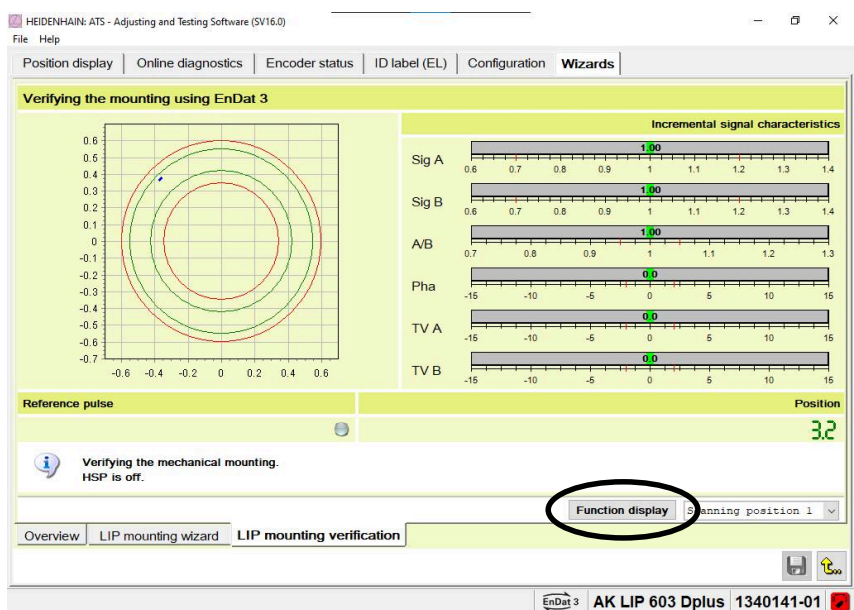 HEIDENHAIN: ATS - Adjusting and Testing Software (SV16.0)
File Help
Position display Online diagnostics Encoder status ID label (EL) Configuration Wizards
Verifying the mounting using EnDat 3
Incremental signal characteristics
0.6
0.5
0.4
0.3
0.2
0.1
0
-0.1
-0.2
-0.3
-0.4
-0.5
-0.6
-0.7
-0.6 -0.4 -0.2 0 0.2 0.4 0.6
Sig A 1.00
0.6 0.7 0.8 0.9 1 1.1 1.2 1.3 1.4
Sig B 1.00
0.6 0.7 0.8 0.9 1 1.1 1.2 1.3 1.4
A/B 1.00
0.7 0.8 0.9 1 1.1 1.2 1.3
Pha 0.0
-15 -10 -5 0 5 10 15
TV A 0.0
-15 -10 -5 0 5 10 15
TV B 0.0
-15 -10 -5 0 5 10 15
Reference pulse Position
3.2
Verifying the mechanical mounting.
HSP is off.
Function display Scanning position 1
Overview LIP mounting wizard LIP mounting verification
EnDat 3 AK LIP 603 Dplus 1340141-01